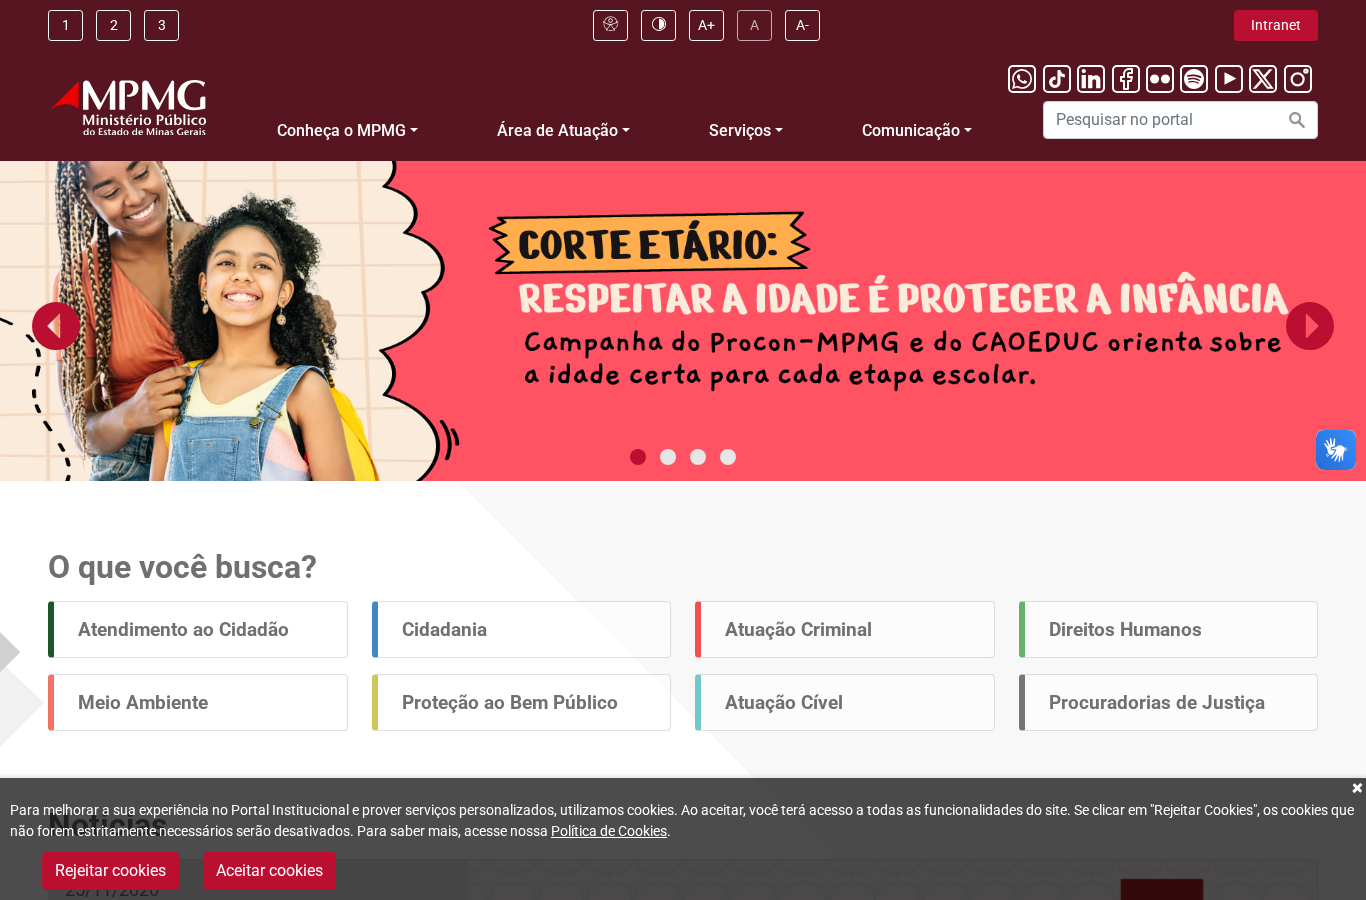 1 2 3 A+ A A- Intranet
MPMG
Ministério Público
do Estado de Minas Gerais
Conheça o MPMG Área de Atuação Serviços Comunicação Pesquisar no portal
CORTE ETÁRIO:
RESPEITAR A IDADE É PROTEGER A INFÂNCIA
Campanha do Procon-MPMG e do CAOEDUC orienta sobre
a idade certa para cada etapa escolar.
O que você busca?
Atendimento ao Cidadão Cidadania Atuação Criminal Direitos Humanos
Meio Ambiente Proteção ao Bem Público Atuação Cível Procuradorias de Justiça
Notícias
Para melhorar a sua experiência no Portal Institucional e prover serviços personalizados, utilizamos cookies. Ao aceitar, você terá acesso a todas as funcionalidades do site. Se clicar em "Rejeitar Cookies", os cookies que
não forem estritamente necessários serão desativados. Para saber mais, acesse nossa Política de Cookies.
Rejeitar cookies Aceitar cookies